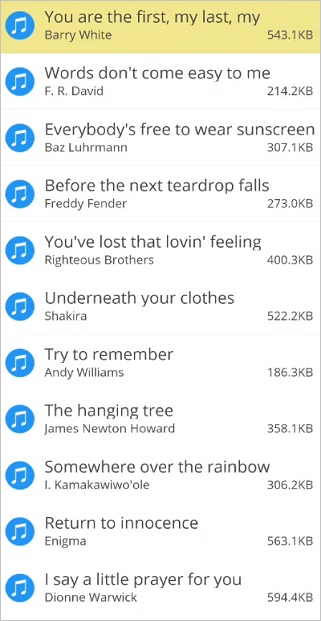 You are the first, my last, my
Barry White 543.1KB
Words don't come easy to me
F. R. David 214.2KB
Everybody's free to wear sunscreen
Baz Luhrmann 307.1KB
Before the next teardrop falls
Freddy Fender 273.0KB
You've lost that lovin' feeling
Righteous Brothers 400.3KB
Underneath your clothes
Shakira 522.2KB
Try to remember
Andy Williams 186.3KB
The hanging tree
James Newton Howard 358.1KB
Somewhere over the rainbow
I. Kamakawiwo'ole 306.2KB
Return to innocence
Enigma 563.1KB
I say a little prayer for you
Dionne Warwick 594.4KB